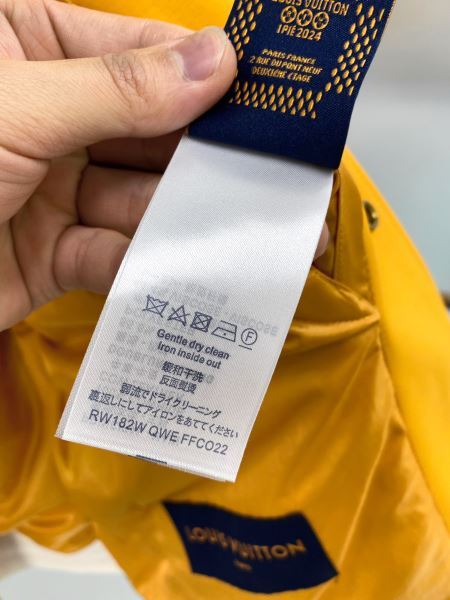 LOUIS VUITTON
IPIE2024
PARIS FRANCE
2 RUE DU PONT NEUF
DEUXIÈME ETAGE
Gentle dry clean
Iron inside out
緩和干洗
反面熨燙
弱流でドライクリーニング
裏返しにしてアイロンをあててください
RW182W QWE FFCO22
LOUIS VUITTON